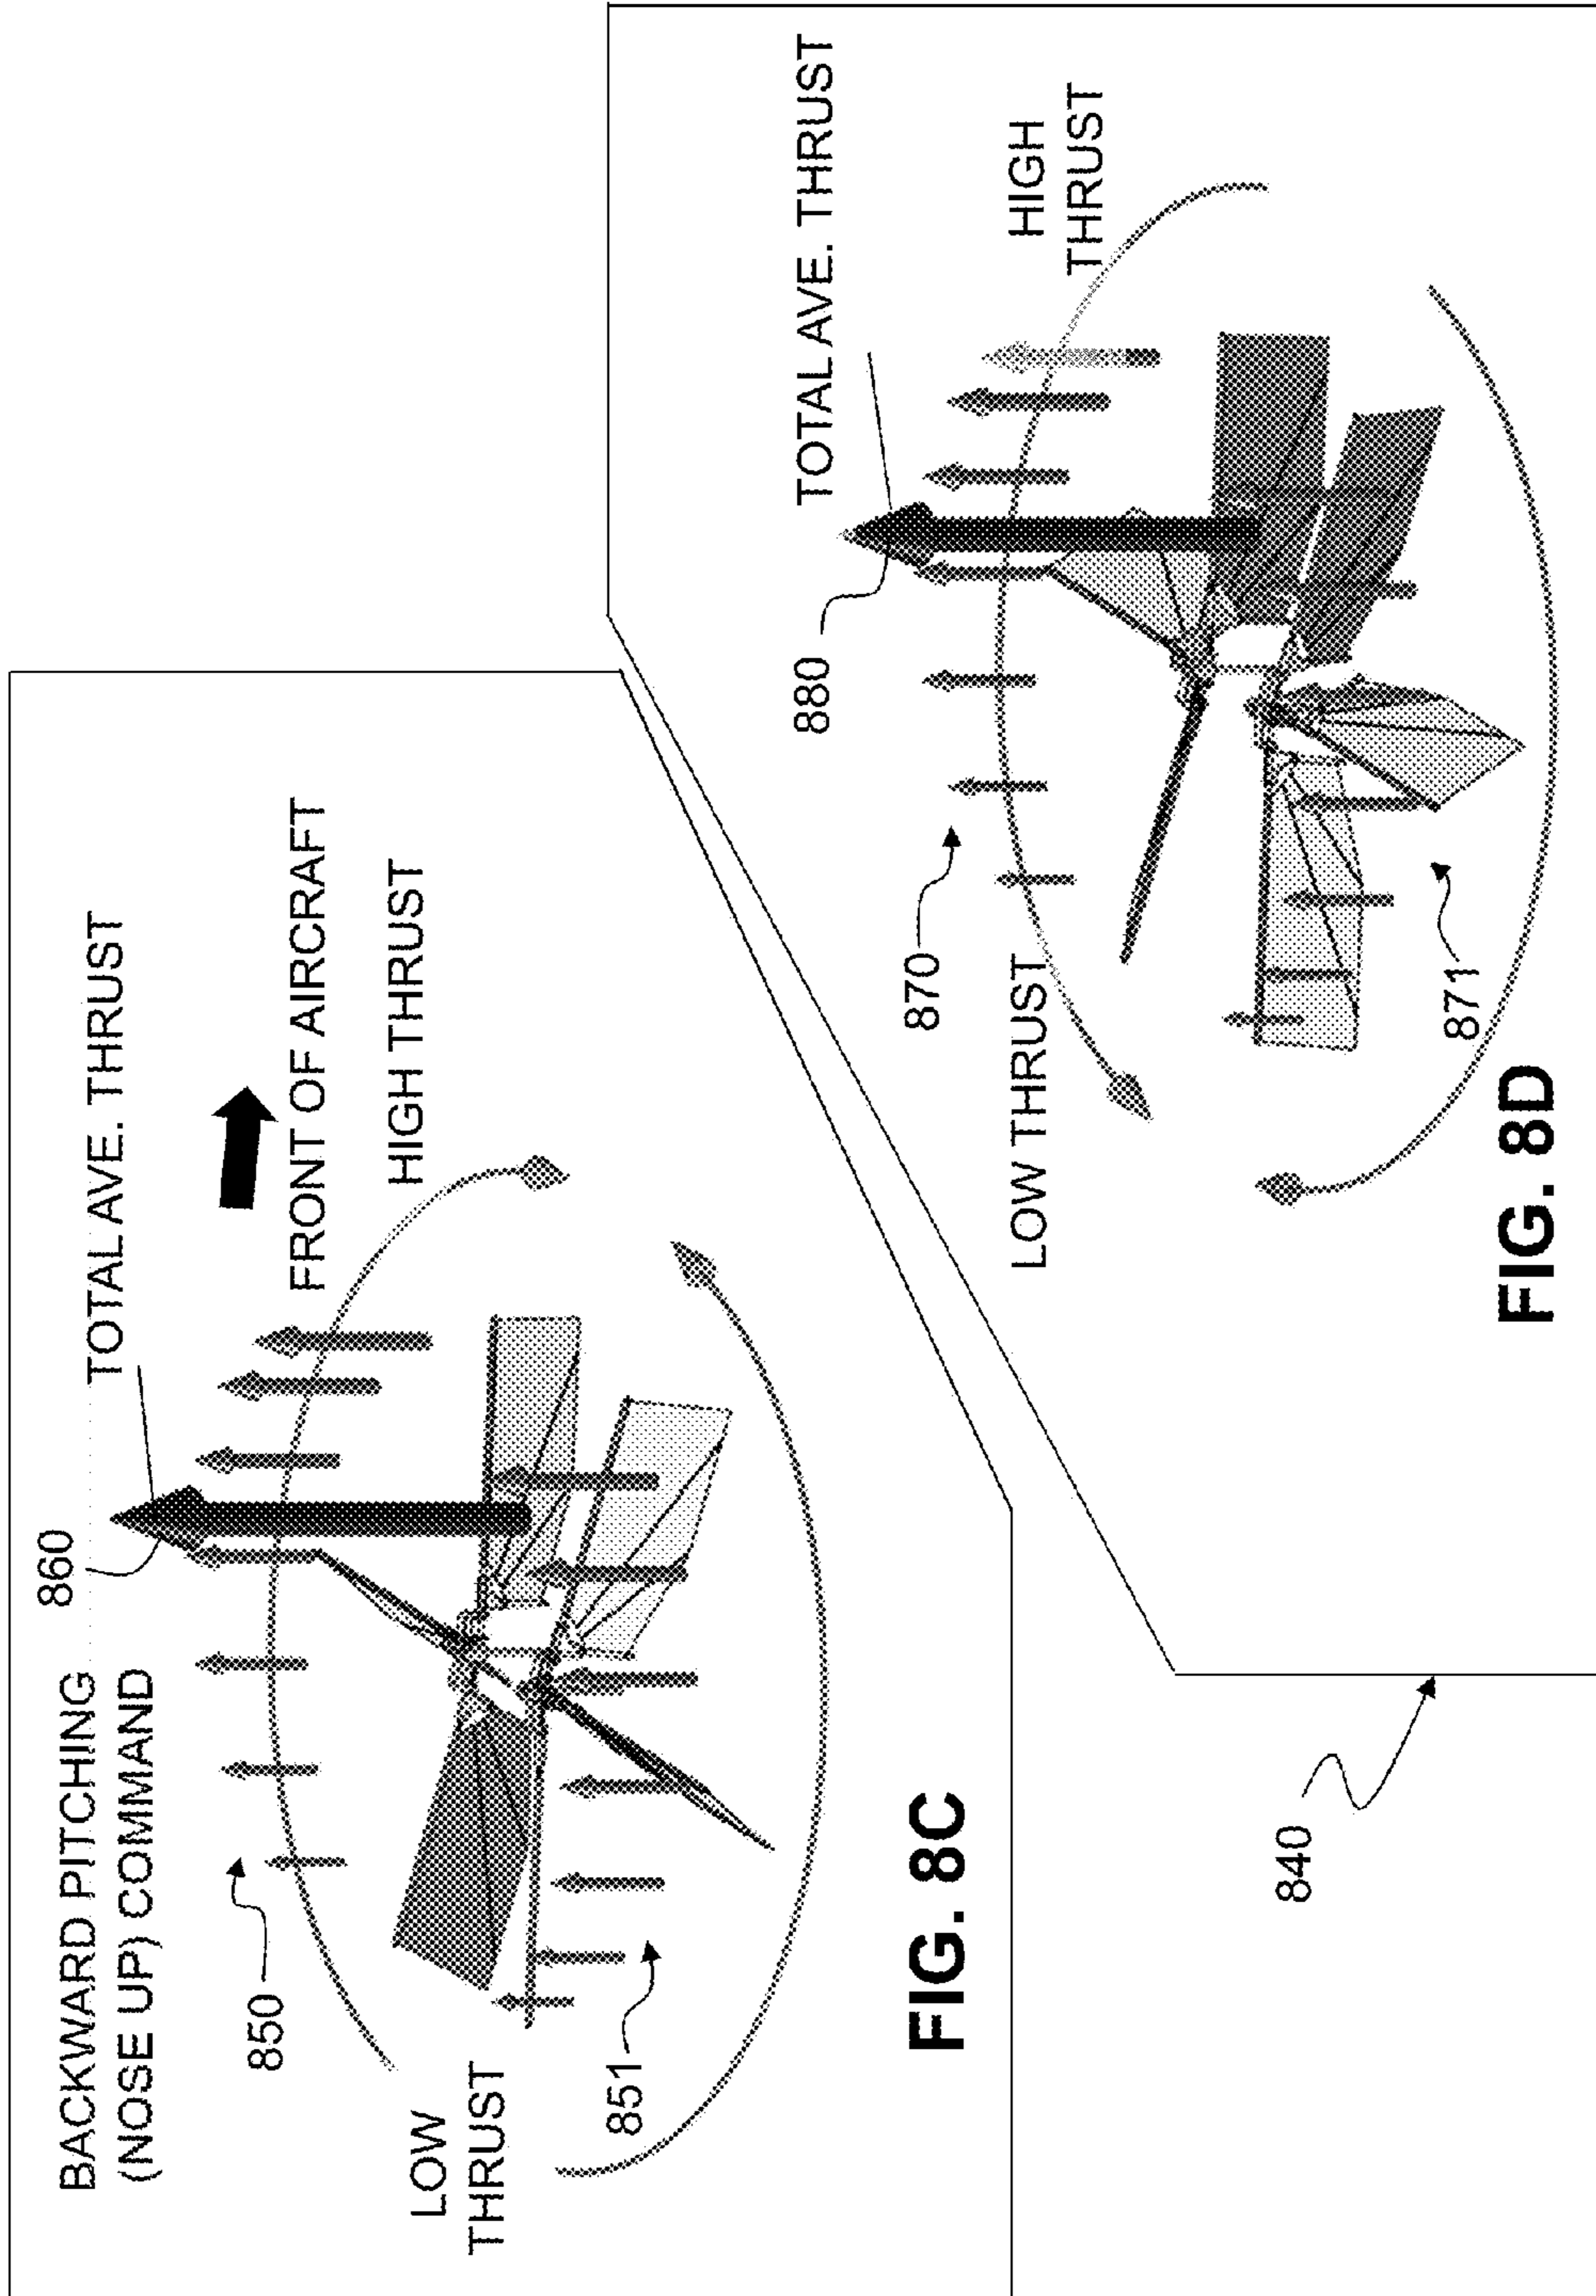 BACKWARD PITCHING
(NOSE UP) COMMAND
860
TOTAL AVE. THRUST
FRONT OF AIRCRAFT
HIGH THRUST
850
LOW
THRUST
851
FIG. 8C
840
TOTAL AVE. THRUST
880
HIGH
THRUST
870
LOW THRUST
871
FIG. 8D